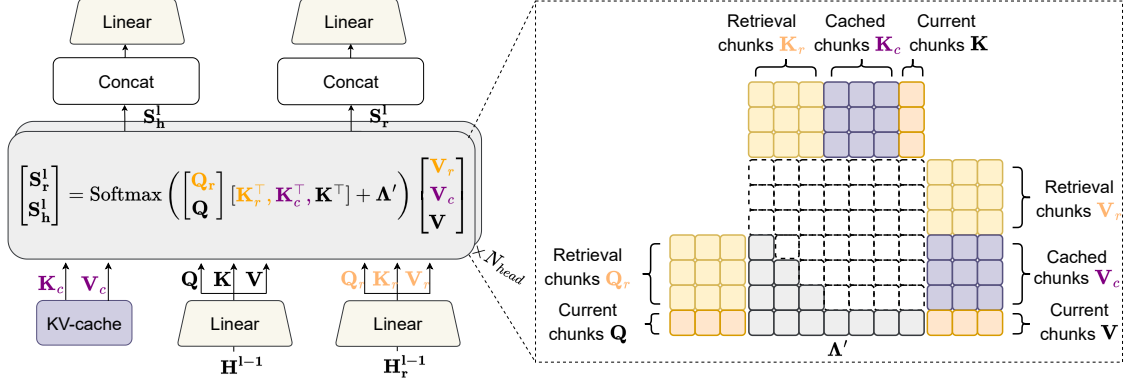 Linear
Linear
Concat
Concat
S_h^l
S_r^l
[S_r^l S_h^l] = Softmax([Q_r Q] [K_r^⊤, K_c^⊤, K^⊤] + Λ′) [V_r V_c V]
× N_head
K_c V_c
Q K V
Q_r K_r V_r
KV-cache
Linear
Linear
H^{l−1}
H_r^{l−1}
Retrieval
chunks K_r
Cached
chunks K_c
Current
chunks K
Retrieval
chunks V_r
Retrieval
chunks Q_r
Cached
chunks V_c
Current
chunks Q
Current
chunks V
Λ′